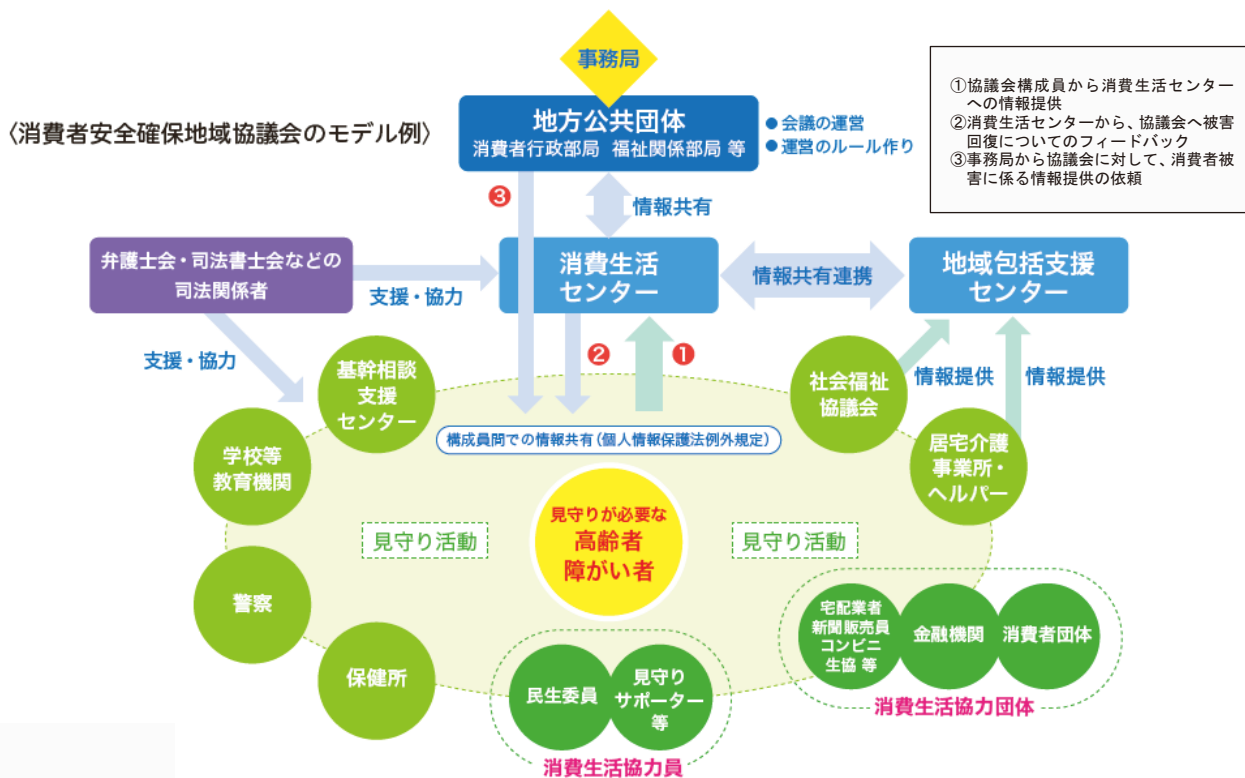 事務局
〈消費者安全確保地域協議会のモデル例〉
地方公共団体
消費者行政部局 福祉関係部局 等
●会議の運営
●運営のルール作り
①協議会構成員から消費生活センター
への情報提供
②消費生活センターから、協議会へ被害
回復についてのフィードバック
③事務局から協議会に対して、消費者被
害に係る情報提供の依頼
❸
情報共有
弁護士会・司法書士会などの
司法関係者
支援・協力
消費生活
センター
情報共有連携
地域包括支援
センター
支援・協力
❷
❶
情報提供
情報提供
基幹相談
支援
センター
社会福祉
協議会
構成員間での情報共有(個人情報保護法例外規定)
学校等
教育機関
居宅介護
事業所・
ヘルパー
見守り活動
見守りが必要な
高齢者
障がい者
見守り活動
警察
保健所
民生委員
見守り
サポーター
等
消費生活協力員
宅配業者
新聞販売員
コンビニ
生協 等
金融機関
消費者団体
消費生活協力団体